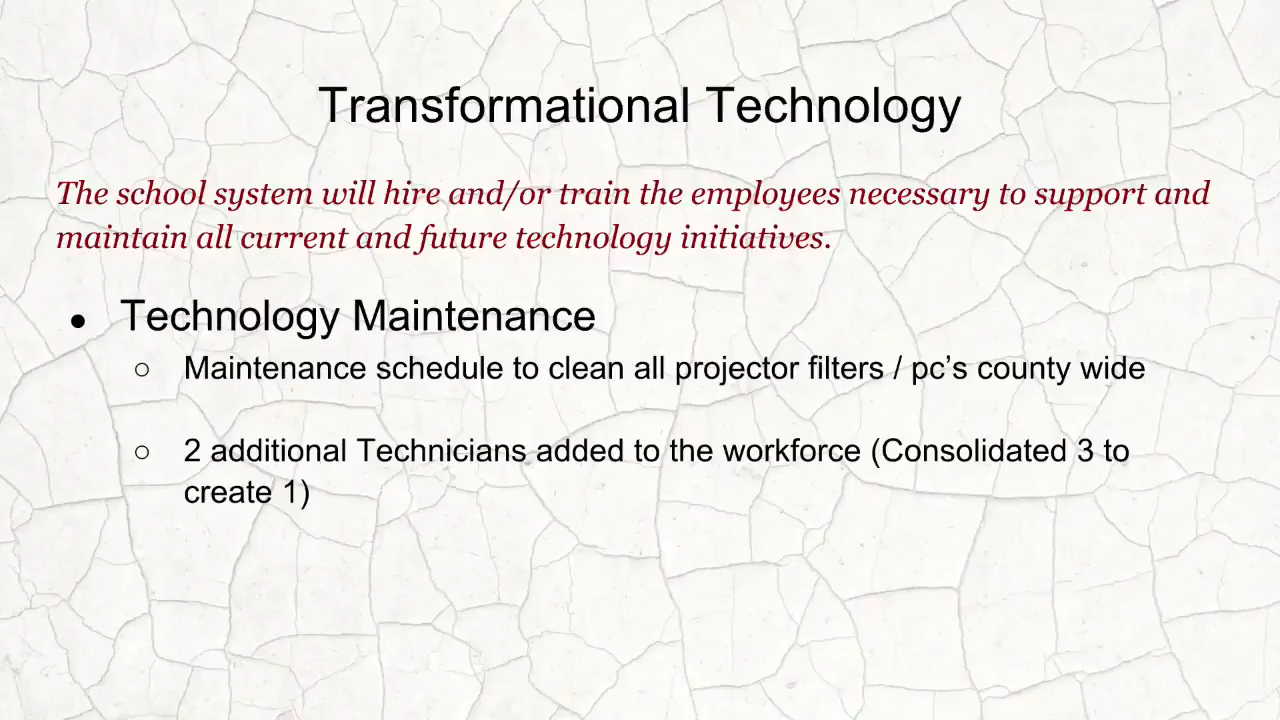 Transformational Technology
The school system will hire and/or train the employees necessary to support and
maintain all current and future technology initiatives.
● Technology Maintenance
○ Maintenance schedule to clean all projector filters / pc’s county wide
○ 2 additional Technicians added to the workforce (Consolidated 3 to
create 1)